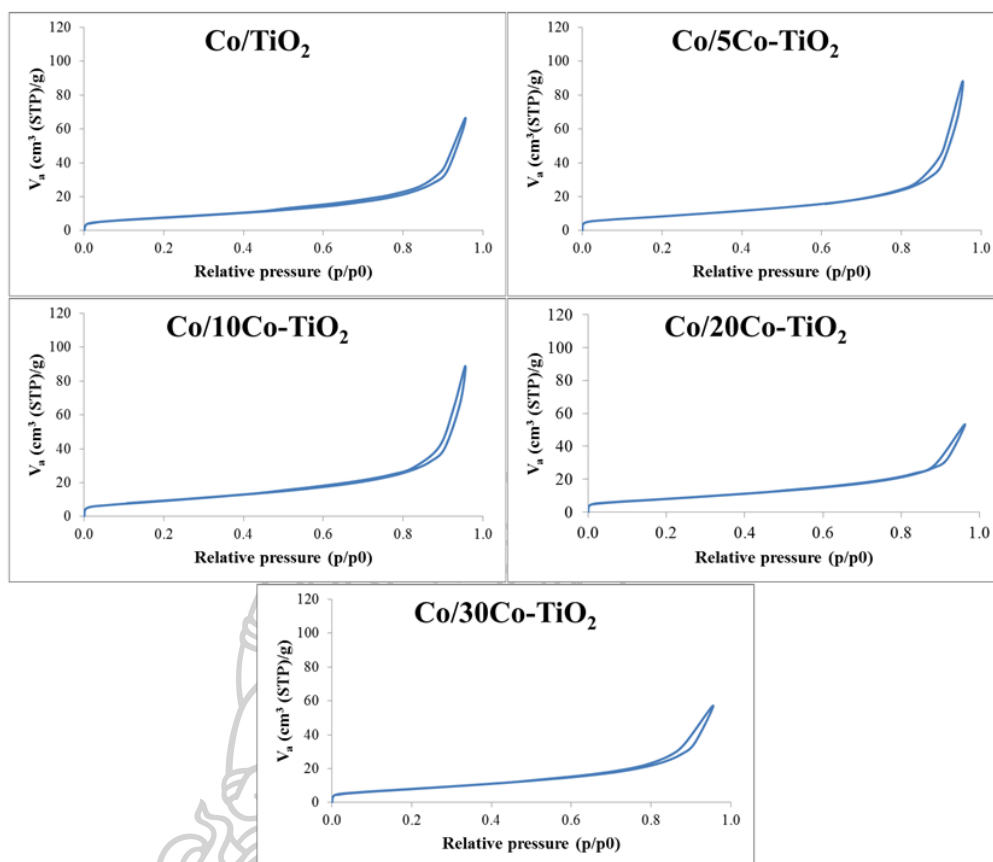 Co/TiO₂
120
100
80
60
40
20
0
Vₐ (cm³ (STP)/g)
0.0 0.2 0.4 0.6 0.8 1.0
Relative pressure (p/p0)
Co/5Co-TiO₂
120
100
80
60
40
20
0
Vₐ (cm³(STP)/g)
0.0 0.2 0.4 0.6 0.8 1.0
Relative pressure (p/p0)
Co/10Co-TiO₂
120
100
80
60
40
20
0
Vₐ (cm³ (STP)/g)
0.0 0.2 0.4 0.6 0.8 1.0
Relative pressure (p/p0)
Co/20Co-TiO₂
120
100
80
60
40
20
0
Vₐ (cm³ (STP)/g)
0.0 0.2 0.4 0.6 0.8 1.0
Relative pressure (p/p0)
Co/30Co-TiO₂
120
100
80
60
40
20
0
Vₐ (cm³ (STP)/g)
0.0 0.2 0.4 0.6 0.8 1.0
Relative pressure (p/p0)